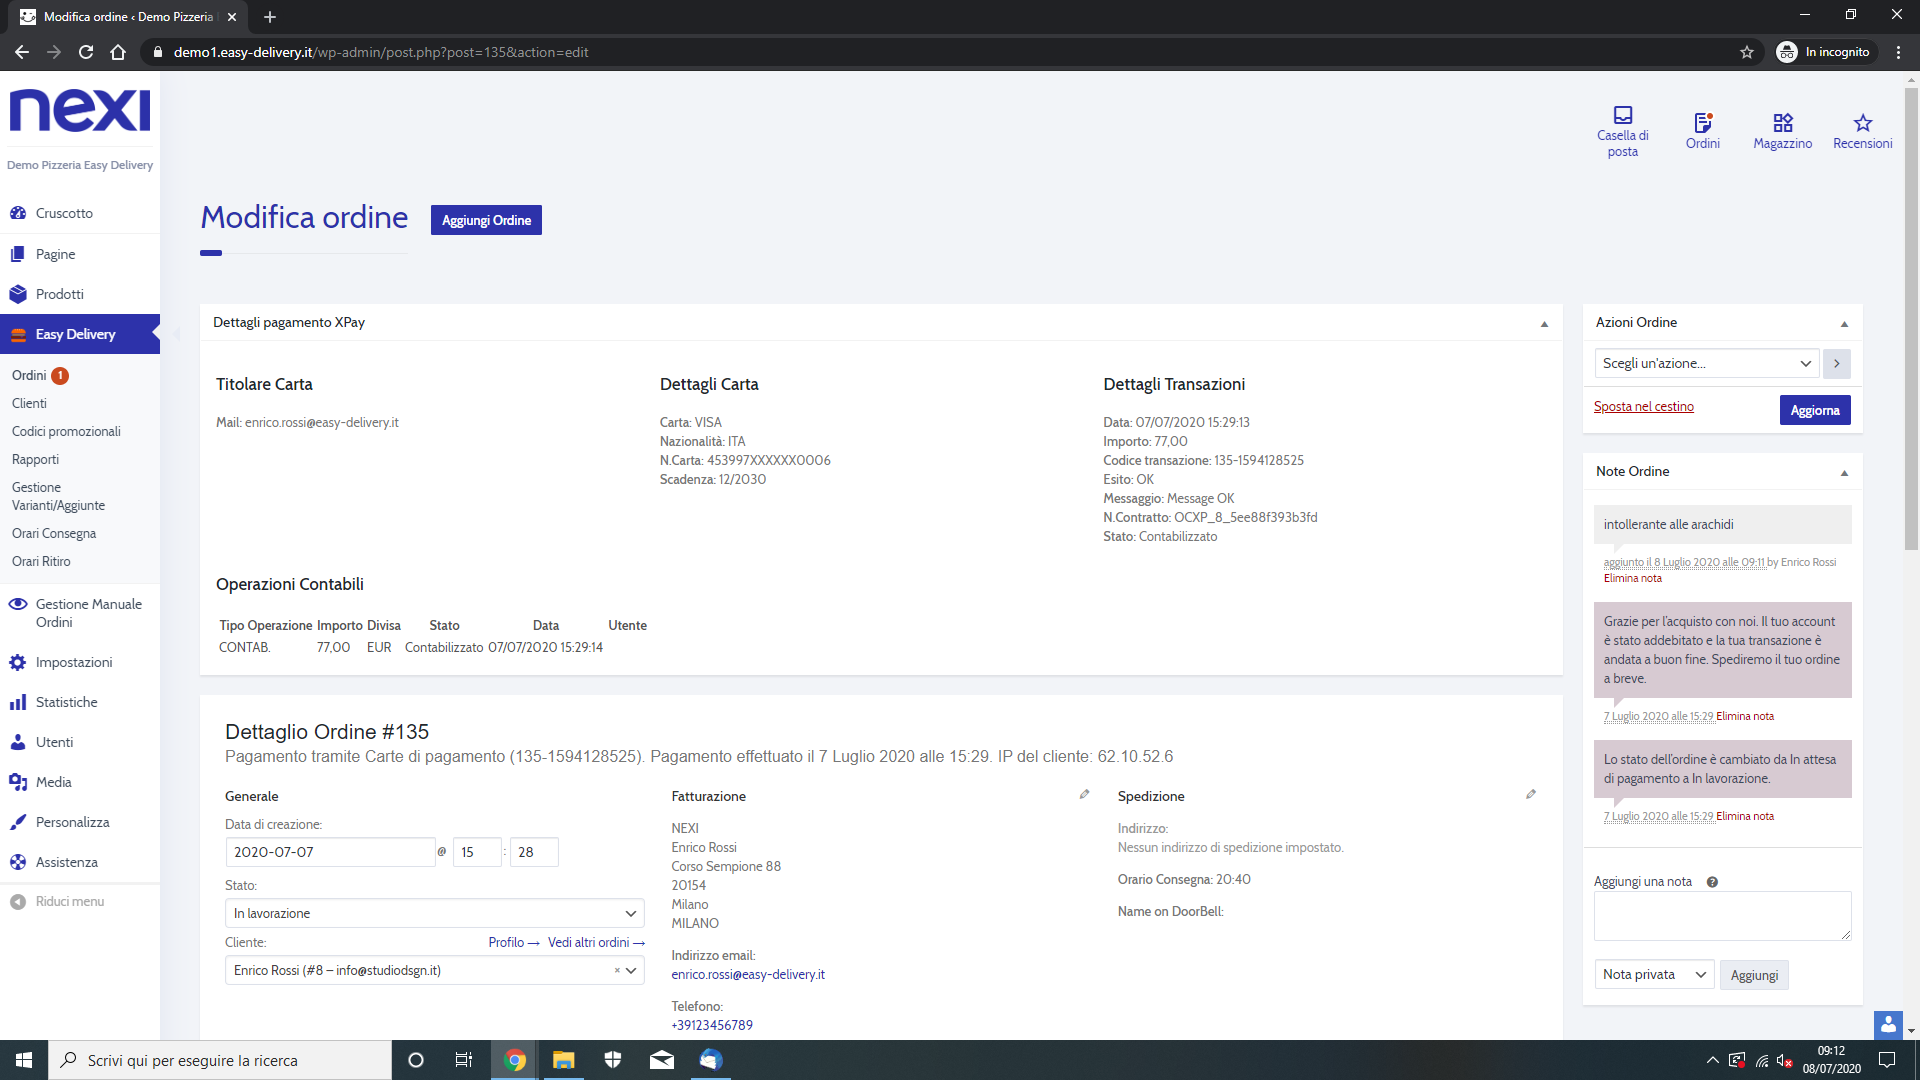 Modifica ordine ‹ Demo Pizzeria
demo1.easy-delivery.it/wp-admin/post.php?post=135&action=edit
In incognito
nexi
Demo Pizzeria Easy Delivery
Cruscotto
Pagine
Prodotti
Easy Delivery
Ordini 1
Clienti
Codici promozionali
Rapporti
Gestione
Varianti/Aggiunte
Orari Consegna
Orari Ritiro
Gestione Manuale
Ordini
Impostazioni
Statistiche
Utenti
Media
Personalizza
Assistenza
Riduci menu
Casella di
posta
Ordini
Magazzino
Recensioni
Modifica ordine
Aggiungi Ordine
Dettagli pagamento XPay
Titolare Carta
Mail: enrico.rossi@easy-delivery.it
Dettagli Carta
Carta: VISA
Nazionalità: ITA
N.Carta: 453997XXXXXX0006
Scadenza: 12/2030
Dettagli Transazioni
Data: 07/07/2020 15:29:13
Importo: 77,00
Codice transazione: 135-1594128525
Esito: OK
Messaggio: Message OK
N.Contratto: OCXP_8_5ee88f393b3fd
Stato: Contabilizzato
Operazioni Contabili
Tipo Operazione Importo Divisa Stato Data Utente
CONTAB. 77,00 EUR Contabilizzato 07/07/2020 15:29:14
Dettaglio Ordine #135
Pagamento tramite Carte di pagamento (135-1594128525). Pagamento effettuato il 7 Luglio 2020 alle 15:29. IP del cliente: 62.10.52.6
Generale
Data di creazione:
2020-07-07 @ 15 : 28
Stato:
In lavorazione
Cliente: Profilo → Vedi altri ordini →
Enrico Rossi (#8 – info@studiodsgn.it) ×
Fatturazione
NEXI
Enrico Rossi
Corso Sempione 88
20154
Milano
MILANO
Indirizzo email:
enrico.rossi@easy-delivery.it
Telefono:
+39123456789
Spedizione
Indirizzo:
Nessun indirizzo di spedizione impostato.
Orario Consegna: 20:40
Name on DoorBell:
Azioni Ordine
Scegli un'azione...
Sposta nel cestino
Aggiorna
Note Ordine
intollerante alle arachidi
aggiunto il 8 Luglio 2020 alle 09:11 by Enrico Rossi
Elimina nota
Grazie per l'acquisto con noi. Il tuo account
è stato addebitato e la tua transazione è
andata a buon fine. Spediremo il tuo ordine
a breve.
7 Luglio 2020 alle 15:29 Elimina nota
Lo stato dell'ordine è cambiato da In attesa
di pagamento a In lavorazione.
7 Luglio 2020 alle 15:29 Elimina nota
Aggiungi una nota ?
Nota privata
Aggiungi
Scrivi qui per eseguire la ricerca
09:12
08/07/2020